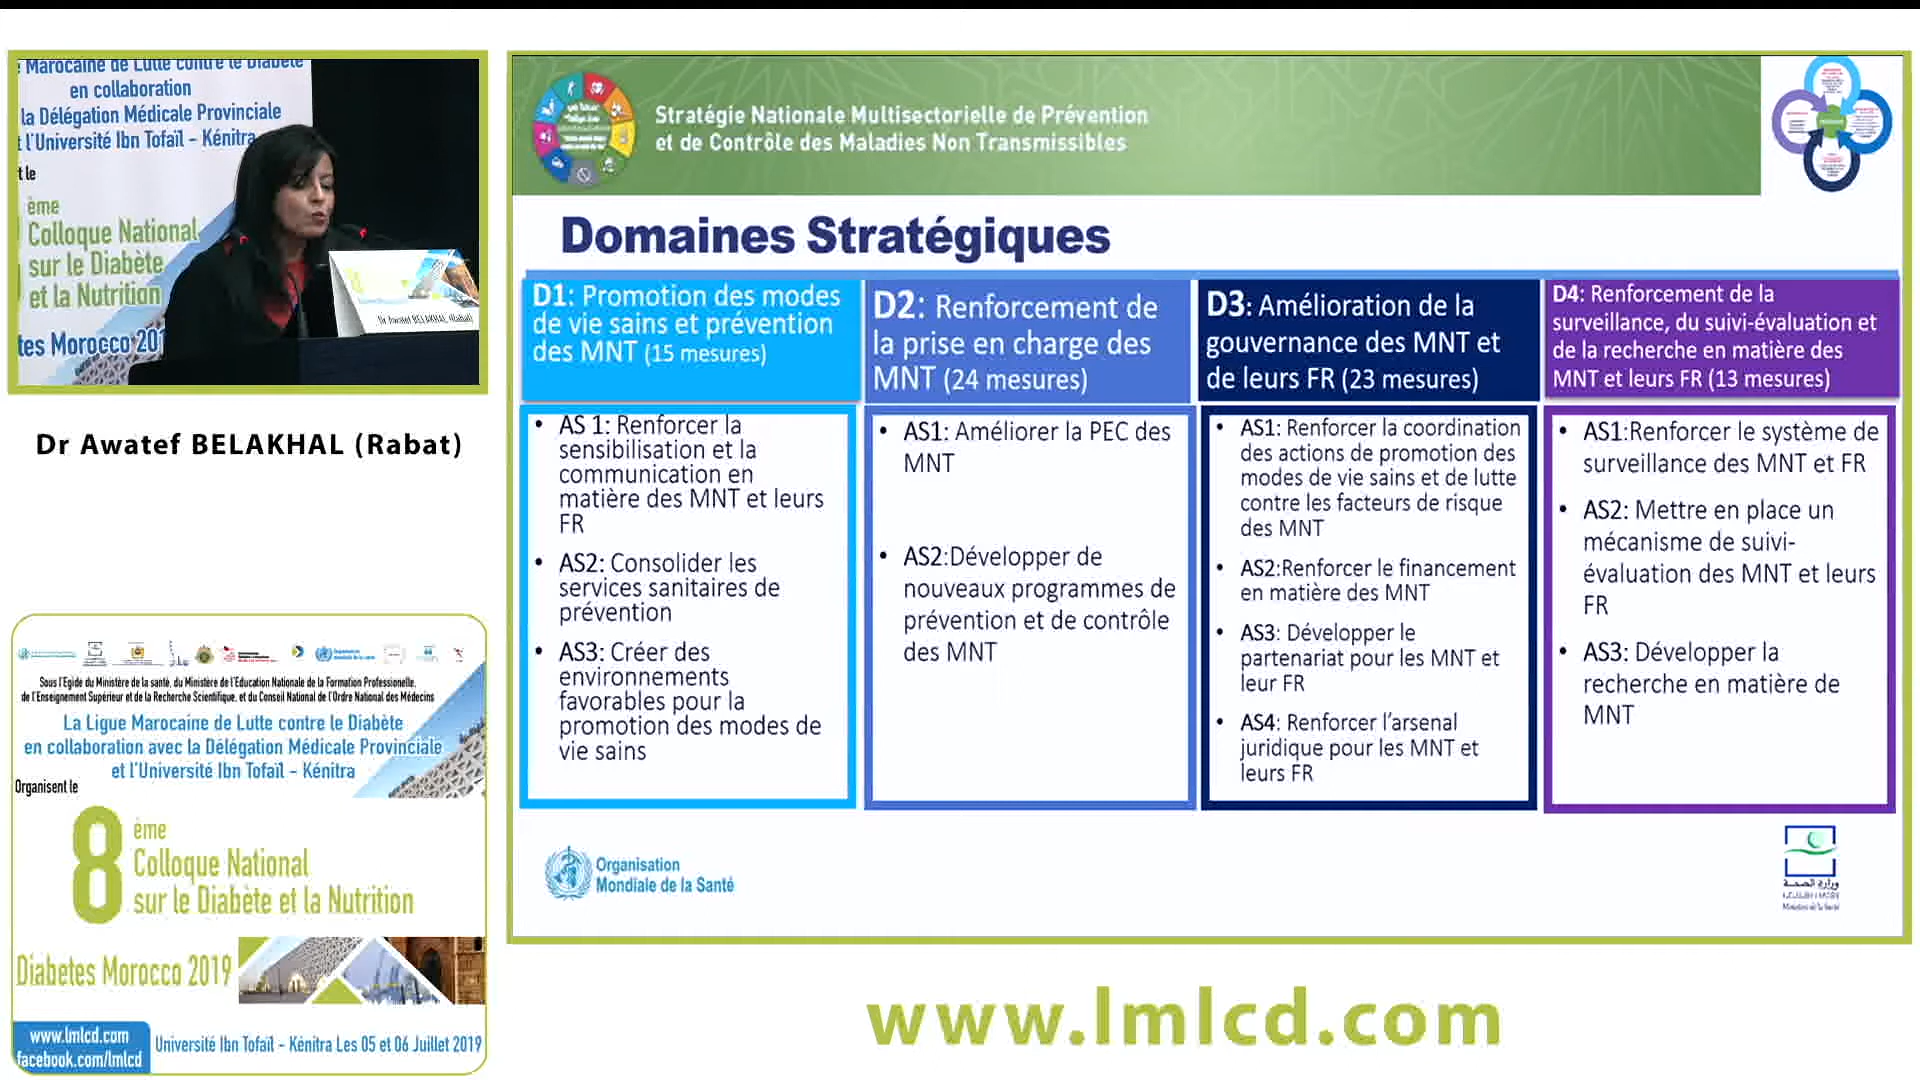 Marocaine de Lutte contre le Diabète
en collaboration
la Délégation Médicale Provinciale
t l'Université Ibn Tofaïl - Kénitra
t le
ème
Colloque National
sur le Diabète
et la Nutrition
tes Morocco 201
Dr Awatef BELAKHAL (Rabat)
Dr Awatef BELAKHAL (Rabat)
Sous l'Egide du Ministère de la santé, du Ministère de l'Education Nationale de la Formation Professionelle,
de l'Enseignement Supérieur et de la Recherche Scientifique, et du Conseil National de l'Ordre National des Médecins
La Ligue Marocaine de Lutte contre le Diabète
en collaboration avec la Délégation Médicale Provinciale
et l'Université Ibn Tofaïl - Kénitra
Organisent le
8
ème
Colloque National
sur le Diabète et la Nutrition
Diabetes Morocco 2019
www.lmlcd.com
facebook.com/lmlcd
Université Ibn Tofaïl - Kénitra Les 05 et 06 Juillet 2019
Stratégie Nationale Multisectorielle de Prévention
et de Contrôle des Maladies Non Transmissibles
Domaines Stratégiques
D1: Promotion des modes
de vie sains et prévention
des MNT (15 mesures)
• AS 1: Renforcer la
sensibilisation et la
communication en
matière des MNT et leurs
FR
• AS2: Consolider les
services sanitaires de
prévention
• AS3: Créer des
environnements
favorables pour la
promotion des modes de
vie sains
D2: Renforcement de
la prise en charge des
MNT (24 mesures)
• AS1: Améliorer la PEC des
MNT
• AS2:Développer de
nouveaux programmes de
prévention et de contrôle
des MNT
D3: Amélioration de la
gouvernance des MNT et
de leurs FR (23 mesures)
• AS1: Renforcer la coordination
des actions de promotion des
modes de vie sains et de lutte
contre les facteurs de risque
des MNT
• AS2:Renforcer le financement
en matière des MNT
• AS3: Développer le
partenariat pour les MNT et
leur FR
• AS4: Renforcer l'arsenal
juridique pour les MNT et
leurs FR
D4: Renforcement de la
surveillance, du suivi-évaluation et
de la recherche en matière des
MNT et leurs FR (13 mesures)
• AS1:Renforcer le système de
surveillance des MNT et FR
• AS2: Mettre en place un
mécanisme de suivi-
évaluation des MNT et leurs
FR
• AS3: Développer la
recherche en matière de
MNT
Organisation
Mondiale de la Santé
وزارة الصحة
Ministère de la Santé
www.lmlcd.com